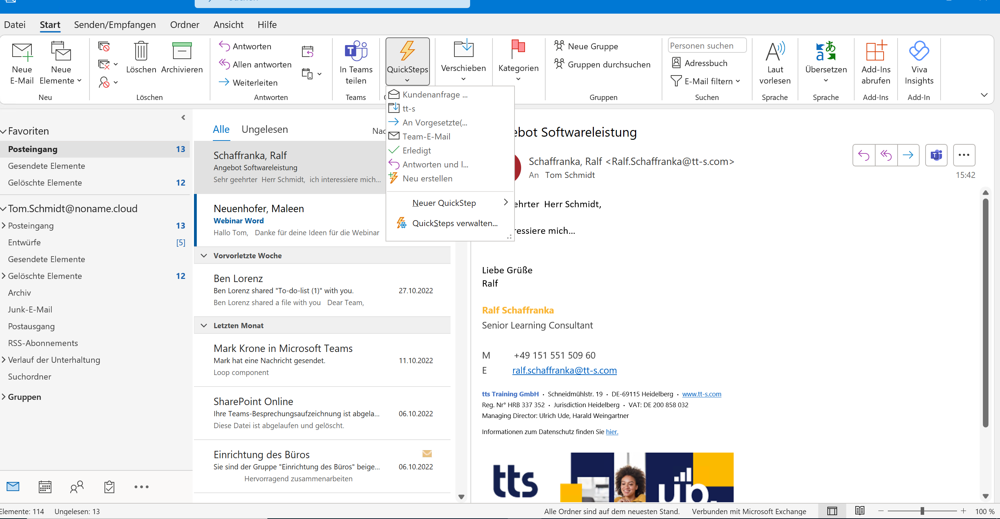 Datei Start Senden/Empfangen Ordner Ansicht Hilfe
Neue E-Mail
Neue Elemente
Neu
Löschen
Archivieren
Löschen
Antworten
Allen antworten
Weiterleiten
Antworten
In Teams teilen
Teams
QuickSteps
Verschieben
Kategorien
Neue Gruppe
Gruppen durchsuchen
Gruppen
Personen suchen
Adressbuch
E-Mail filtern
Suchen
Laut vorlesen
Sprache
Übersetzen
Sprache
Add-Ins abrufen
Add-Ins
Viva Insights
Add-In
Kundenanfrage ...
tt-s
An Vorgesetzte(...
Team-E-Mail
Erledigt
Antworten und l...
Neu erstellen
Neuer QuickStep
QuickSteps verwalten...
Favoriten
Posteingang 13
Gesendete Elemente
Gelöschte Elemente 12
Tom.Schmidt@noname.cloud
Posteingang 13
Entwürfe [5]
Gesendete Elemente
Gelöschte Elemente 12
Archiv
Junk-E-Mail
Postausgang
RSS-Abonnements
Verlauf der Unterhaltung
Suchordner
Gruppen
Alle Ungelesen Nac
Schaffranka, Ralf
Angebot Softwareleistung
Sehr geehrter Herr Schmidt, ich interessiere mich...
Neuenhofer, Maleen
Webinar Word
Hallo Tom, Danke für deine Ideen für die Webinar
Vorvorletzte Woche
Ben Lorenz
Ben Lorenz shared "To-do-list (1)" with you. 27.10.2022
Ben Lorenz shared a file with you Dear Team,
Letzten Monat
Mark Krone in Microsoft Teams
Mark hat eine Nachricht gesendet. 11.10.2022
Loop component
SharePoint Online
Ihre Teams-Besprechungsaufzeichnung ist abgela... 06.10.2022
Diese Datei ist abgelaufen und gelöscht.
Einrichtung des Büros
Sie sind der Gruppe "Einrichtung des Büros" beige... 06.10.2022
Hervorragend zusammenarbeiten
ebot Softwareleistung
Schaffranka, Ralf <Ralf.Schaffranka@tt-s.com>
An Tom Schmidt
15:42
ehrter Herr Schmidt,
ressiere mich...
Liebe Grüße
Ralf
Ralf Schaffranka
Senior Learning Consultant
M +49 151 551 509 60
E ralf.schaffranka@tt-s.com
tts Training GmbH • Schneidmühlstr. 19 • DE-69115 Heidelberg • www.tt-s.com
Reg. Nr° HRB 337 352 • Jurisdiction Heidelberg • VAT: DE 200 858 032
Managing Director: Ulrich Ude, Harald Weingartner
Informationen zum Datenschutz finden Sie hier.
tts
Elemente: 114 Ungelesen: 13
Alle Ordner sind auf dem neuesten Stand. Verbunden mit Microsoft Exchange 100 %